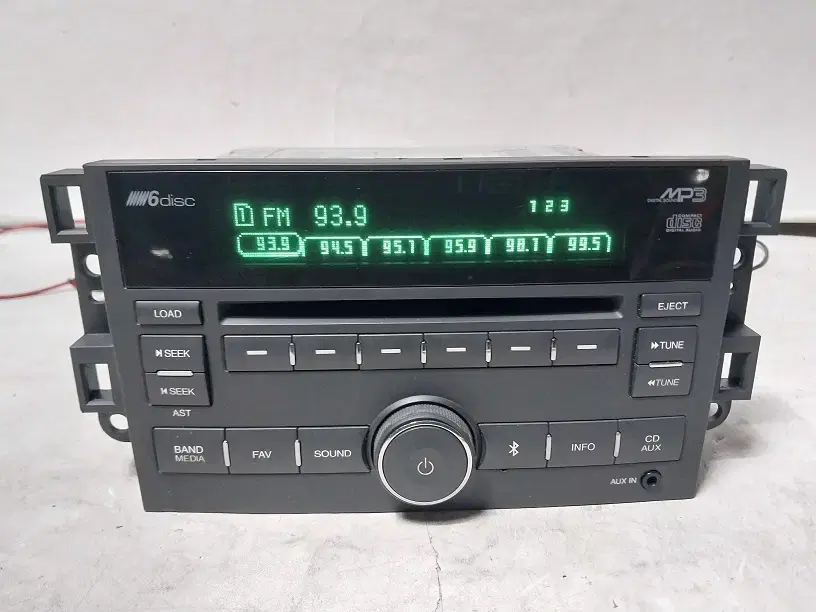 6disc
MP3
DIGITAL SOUND
COMPACT
disc
DIGITAL AUDIO
1 FM 93.9
1 2 3
93.9 94.5 95.1 95.9 98.1 99.5
LOAD
EJECT
SEEK
TUNE
SEEK
TUNE
AST
BAND
MEDIA
FAV
SOUND
INFO
CD
AUX
AUX IN